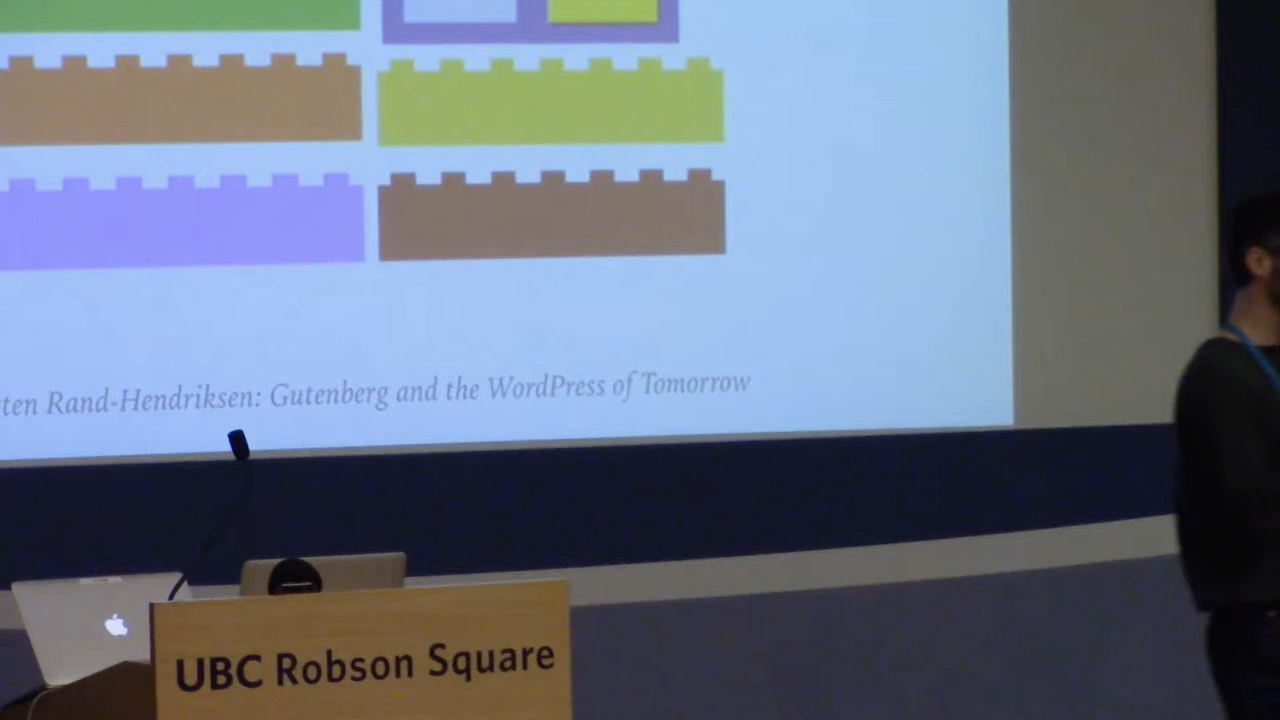 ten Rand-Hendriksen: Gutenberg and the WordPress of Tomorrow
UBC Robson Square